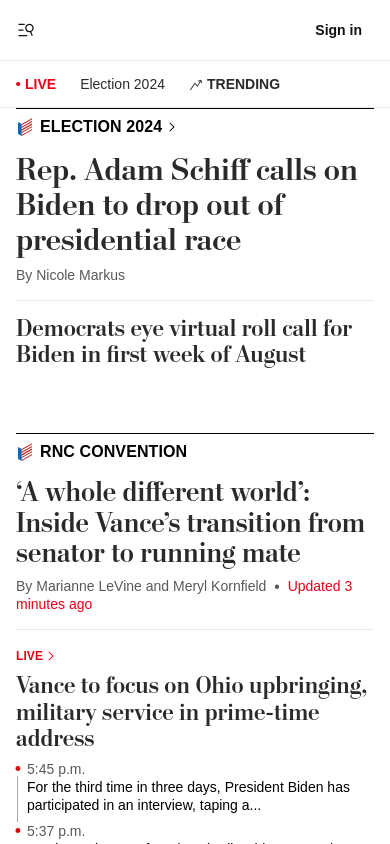 Sign in
LIVE Election 2024 TRENDING
ELECTION 2024
Rep. Adam Schiff calls on
Biden to drop out of
presidential race
By Nicole Markus
Democrats eye virtual roll call for
Biden in first week of August
RNC CONVENTION
‘A whole different world’:
Inside Vance’s transition from
senator to running mate
By Marianne LeVine and Meryl Kornfield • Updated 3
minutes ago
LIVE
Vance to focus on Ohio upbringing,
military service in prime-time
address
5:45 p.m.
For the third time in three days, President Biden has
participated in an interview, taping a...
5:37 p.m.